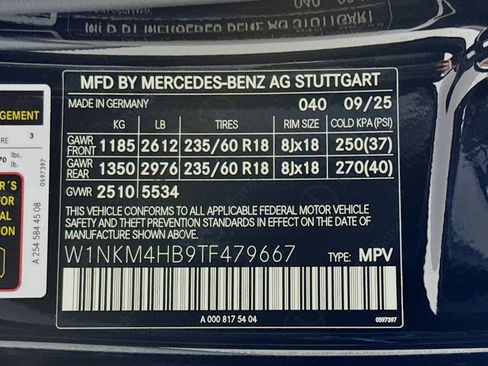 MFD BY MERCEDES-BENZ AG STUTTGART
MADE IN GERMANY 040 09/25
KG LB TIRES RIM SIZE COLD KPA (PSI)
GAWR FRONT 1185 2612 235/60 R18 8Jx18 250(37)
GAWR REAR 1350 2976 235/60 R18 8Jx18 270(40)
GVWR 2510 5534
THIS VEHICLE CONFORMS TO ALL APPLICABLE FEDERAL MOTOR VEHICLE
SAFETY AND THEFT PREVENTION STANDARDS IN EFFECT ON THE DATE
OF MANUFACTURE SHOWN ABOVE.
W1NKM4HB9TF479667 TYPE: MPV
A 000 817 54 04 0597397
3
lbs.
A 254 584 45 08
0597397